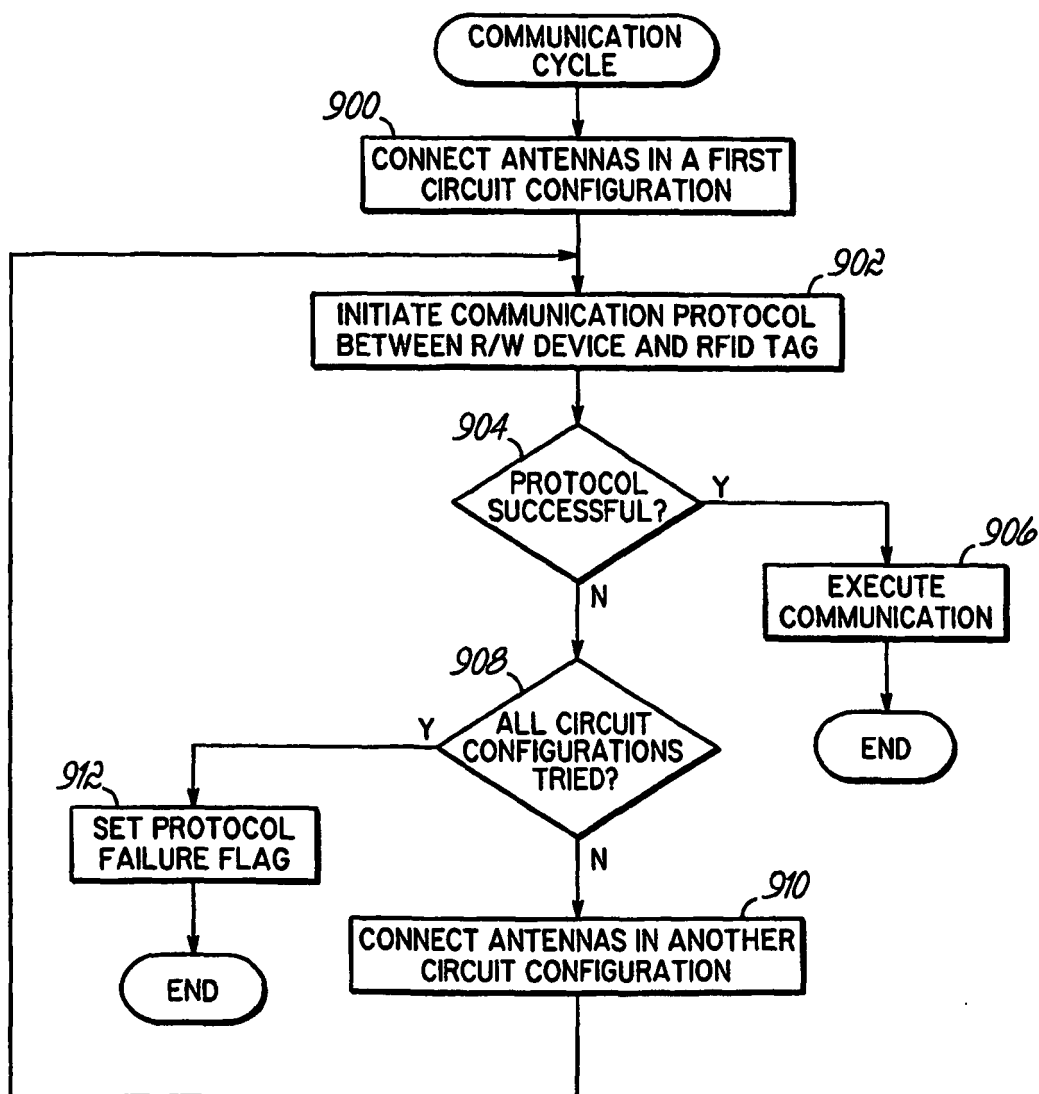 COMMUNICATION
CYCLE
900
CONNECT ANTENNAS IN A FIRST
CIRCUIT CONFIGURATION
902
INITIATE COMMUNICATION PROTOCOL
BETWEEN R/W DEVICE AND RFID TAG
904
PROTOCOL
SUCCESSFUL?
Y
N
906
EXECUTE
COMMUNICATION
END
908
ALL CIRCUIT
CONFIGURATIONS
TRIED?
Y
N
912
SET PROTOCOL
FAILURE FLAG
END
910
CONNECT ANTENNAS IN ANOTHER
CIRCUIT CONFIGURATION